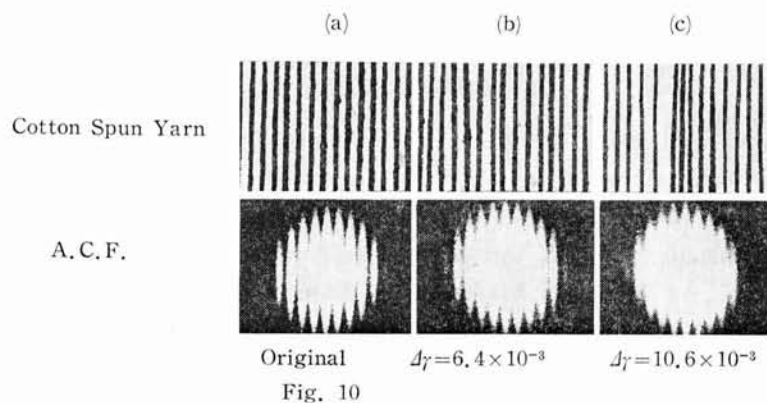 (a) (b) (c)
Cotton Spun Yarn
A.C.F.
Original Δγ=6.4×10⁻³ Δγ=10.6×10⁻³
Fig. 10